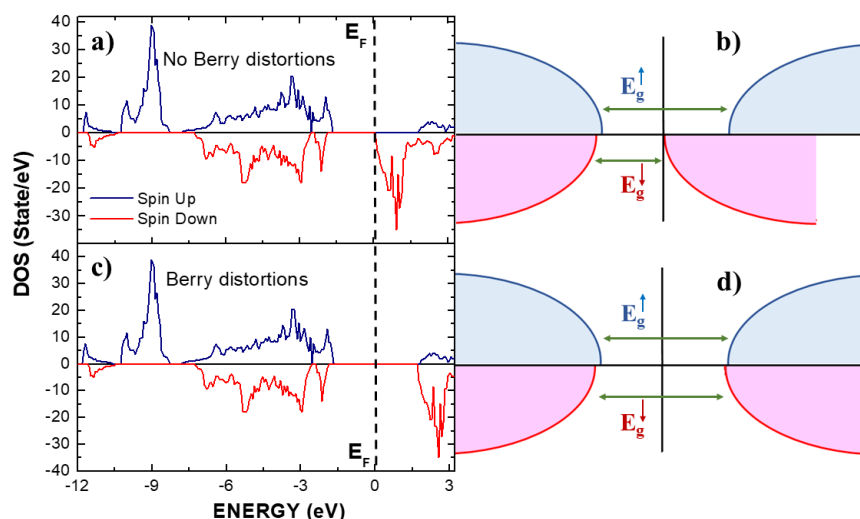 a)
No Berry distortions
E_F
40
30
20
10
0
-10
-20
-30
Spin Up
Spin Down
b)
E_g↑
E_g↓
DOS (State/eV)
c)
Berry distortions
40
30
20
10
0
-10
-20
-30
-40
E_F
-12 -9 -6 -3 0 3
ENERGY (eV)
d)
E_g↑
E_g↓